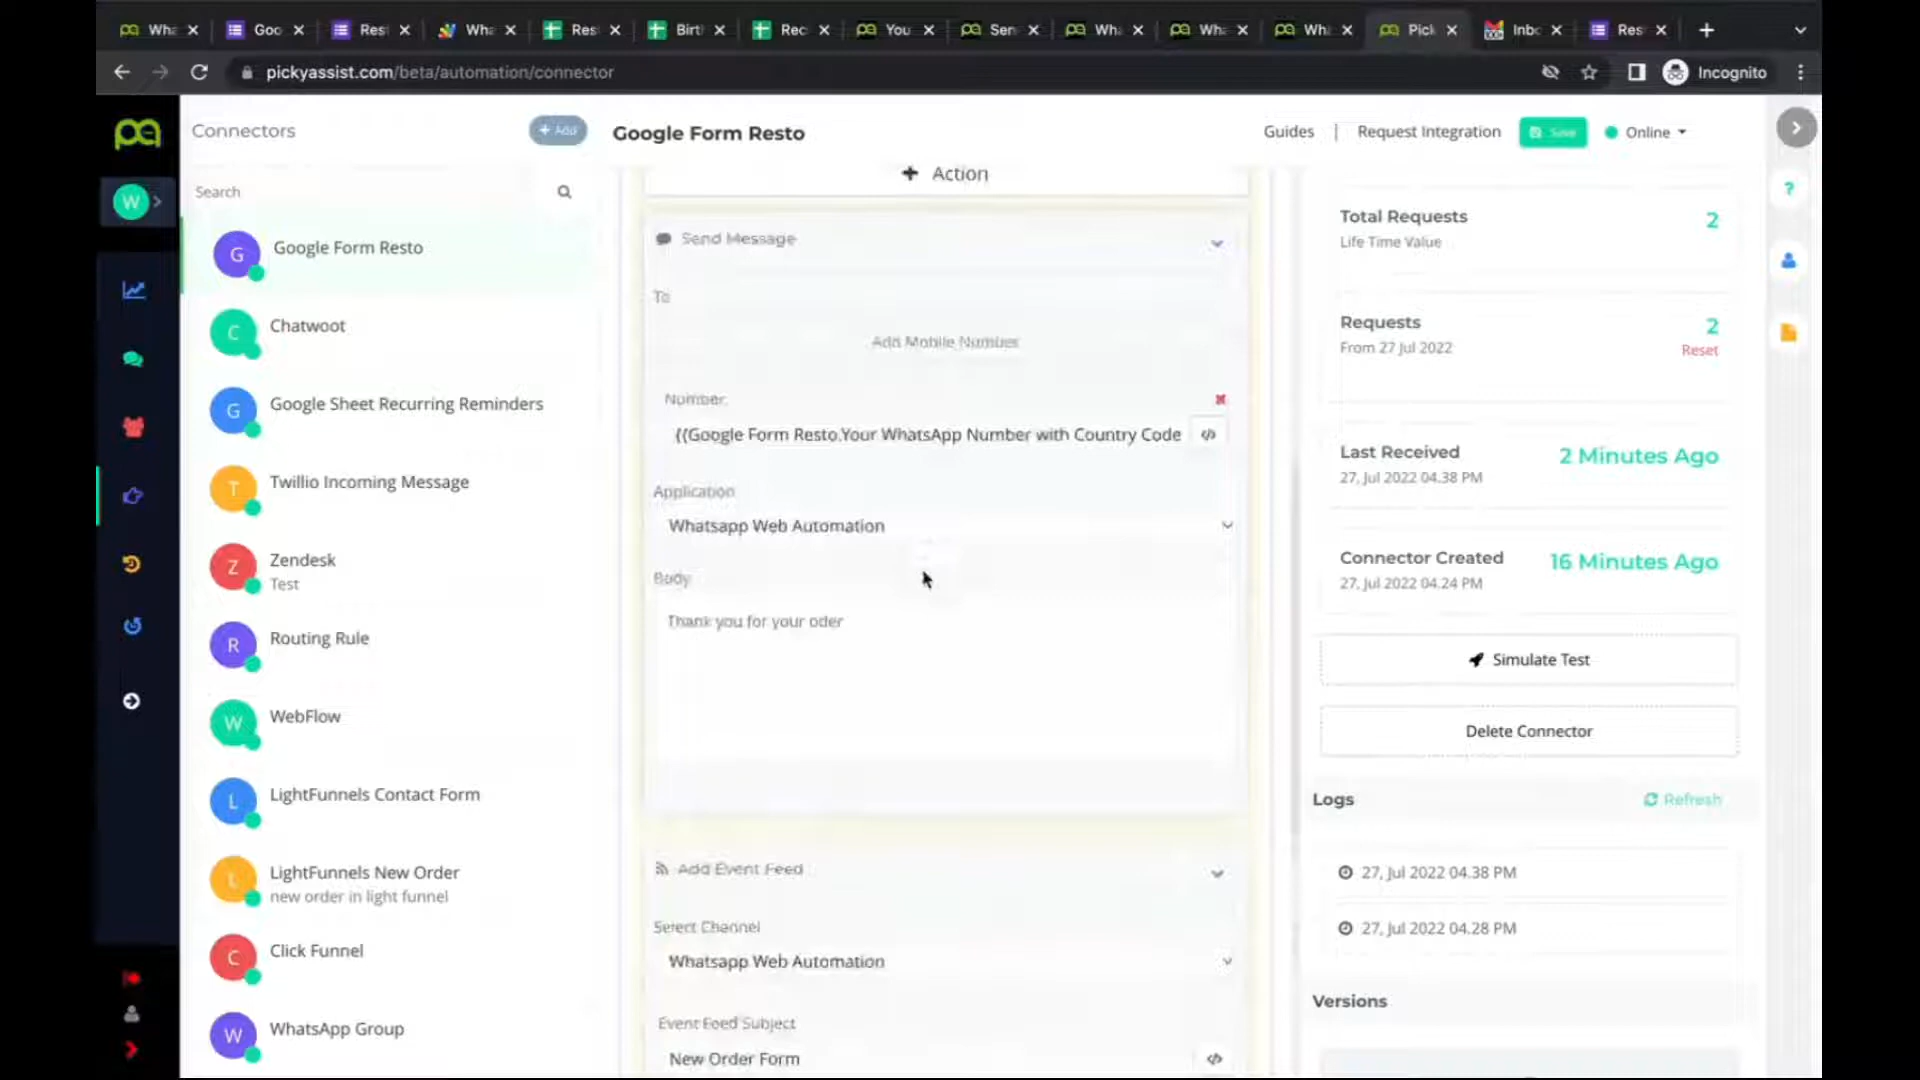 Wha
Goo
Res
Wha
Res
Birt
Rec
You
Sen
Wha
Wha
Wha
Pick
Inbo
Res
pickyassist.com/beta/automation/connector
Incognito
Connectors
+ Add
Google Form Resto
Guides | Request Integration
Save
Online
W
Search
G Google Form Resto
C Chatwoot
G Google Sheet Recurring Reminders
T Twillio Incoming Message
Z Zendesk
Test
R Routing Rule
W WebFlow
L LightFunnels Contact Form
L LightFunnels New Order
new order in light funnel
C Click Funnel
W WhatsApp Group
+ Action
Send Message
To
Add Mobile Number
Number
{{Google Form Resto.Your WhatsApp Number with Country Code
Application
Whatsapp Web Automation
Body
Thank you for your oder
Add Event Feed
Select Channel
Whatsapp Web Automation
Event Feed Subject
New Order Form
Total Requests 2
Life Time Value
Requests 2
From 27 Jul 2022 Reset
Last Received 2 Minutes Ago
27, Jul 2022 04.38 PM
Connector Created 16 Minutes Ago
27, Jul 2022 04.24 PM
Simulate Test
Delete Connector
Logs Refresh
27, Jul 2022 04.38 PM
27, Jul 2022 04.28 PM
Versions
?